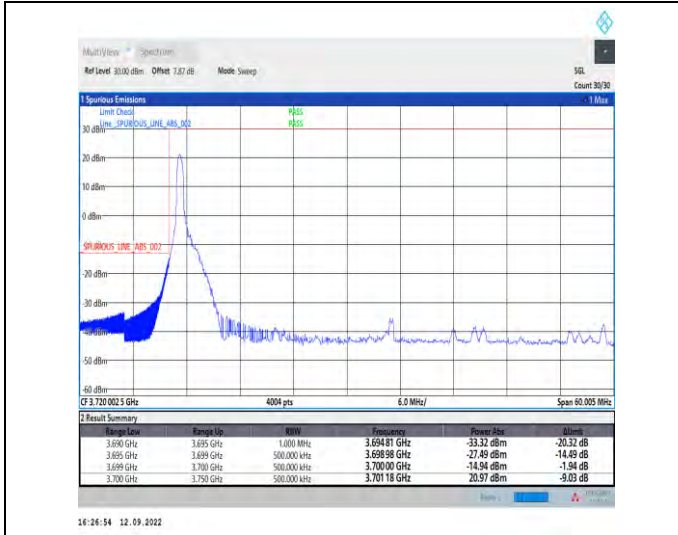 MultiView Spectrum
Ref Level 30.00 dBm Offset 7.87 dB Mode Sweep SGL
Count 30/30
1 Spurious Emissions 1 Max
Limit Check PASS
Line _SPURIOUS_LINE_ABS_002 PASS
30 dBm
20 dBm
10 dBm
0 dBm
_SPURIOUS_LINE_ABS_002
-20 dBm
-30 dBm
-40 dBm
-50 dBm
-60 dBm
CF 3.720 002 5 GHz 4004 pts 6.0 MHz/ Span 60.005 MHz
2 Result Summary
Range Low Range Up RBW Frequency Power Abs ΔLimit
3.690 GHz 3.695 GHz 1.000 MHz 3.694 81 GHz -33.32 dBm -20.32 dB
3.695 GHz 3.699 GHz 500.000 kHz 3.698 98 GHz -27.49 dBm -14.49 dB
3.699 GHz 3.700 GHz 500.000 kHz 3.700 00 GHz -14.94 dBm -1.94 dB
3.700 GHz 3.750 GHz 500.000 kHz 3.701 18 GHz 20.97 dBm -9.03 dB
16:26:54 12.09.2022